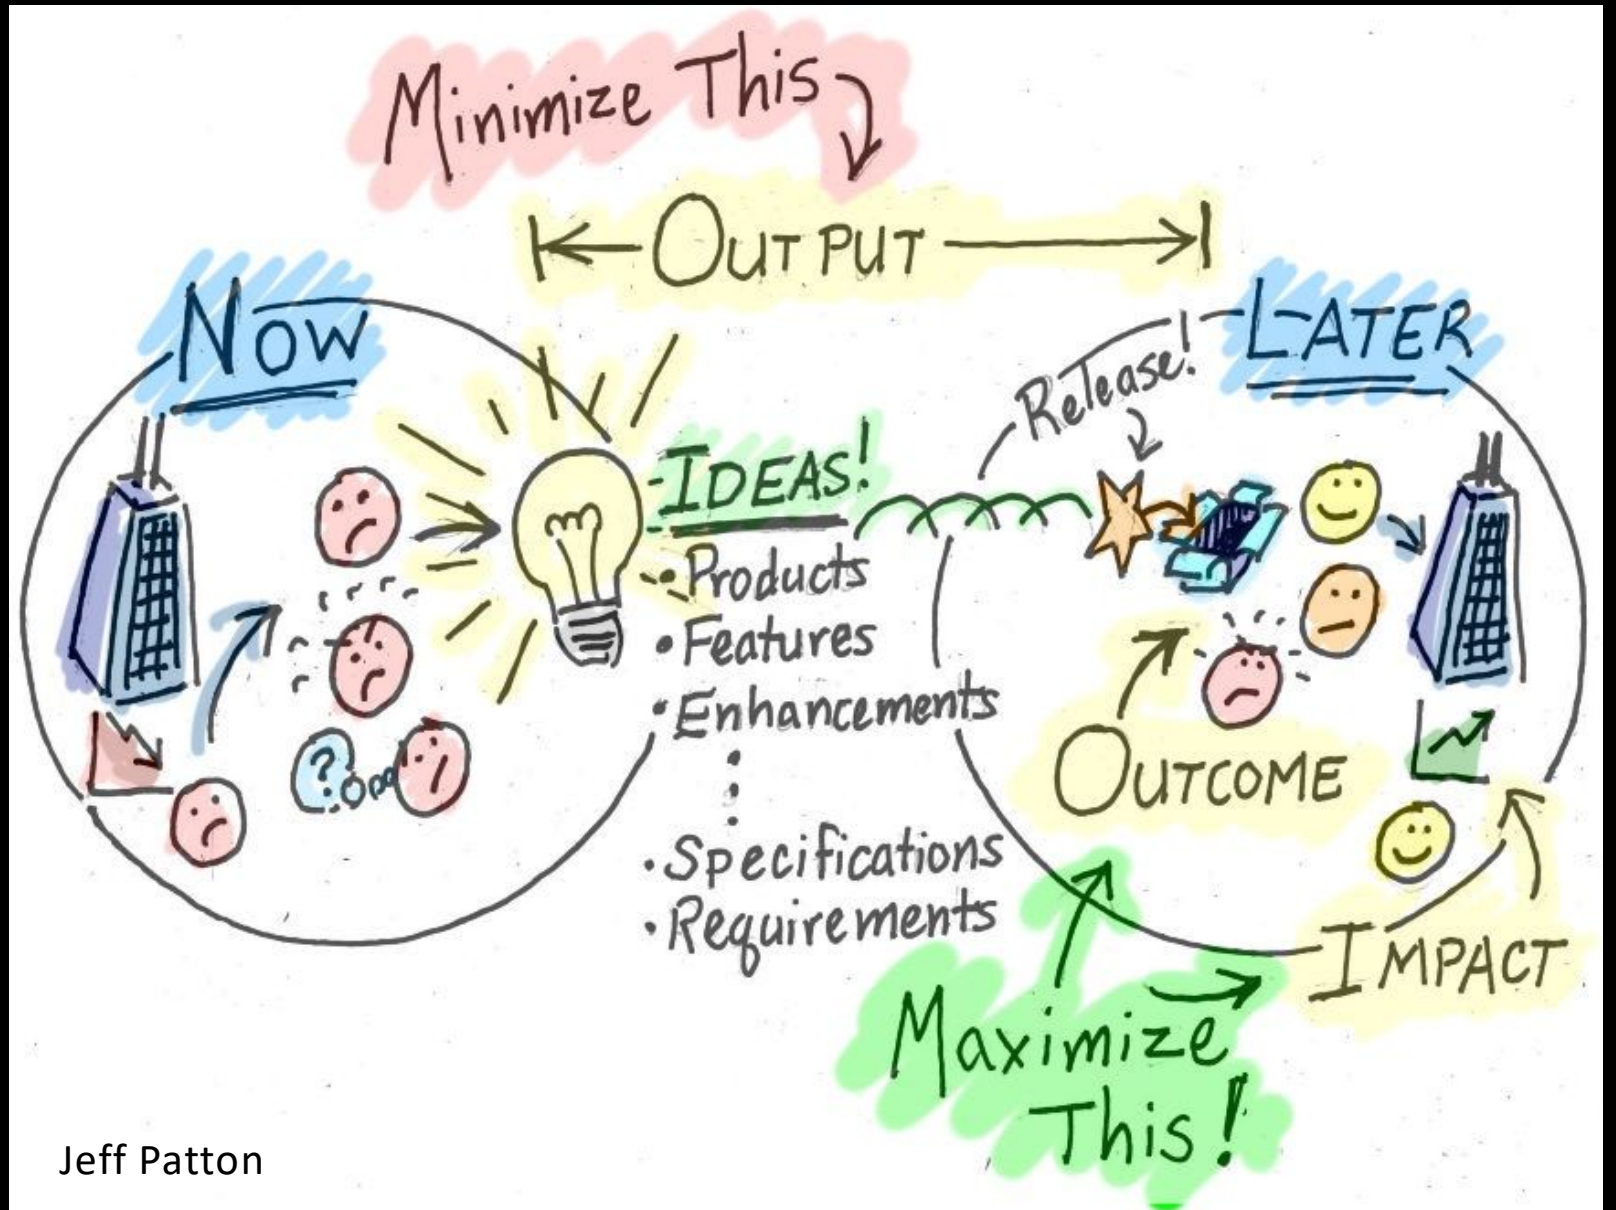 Minimize This
OUTPUT
NOW
LATER
Release!
IDEAS!
• Products
• Features
• Enhancements
?
OUTCOME
• Specifications
• Requirements
IMPACT
Maximize
This!
Jeff Patton